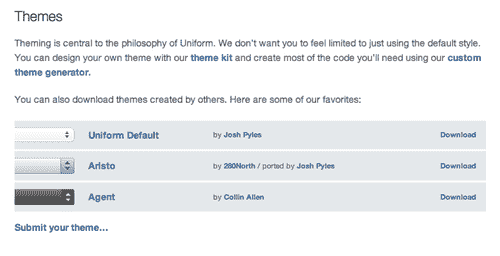 Themes
Theming is central to the philosophy of Uniform. We don't want you to feel limited to just using the default style.
You can design your own theme with our theme kit and create most of the code you'll need using our custom
theme generator.
You can also download themes created by others. Here are some of our favorites:
Uniform Default by Josh Pyles Download
Aristo by 280North / ported by Josh Pyles Download
Agent by Collin Allen Download
Submit your theme...